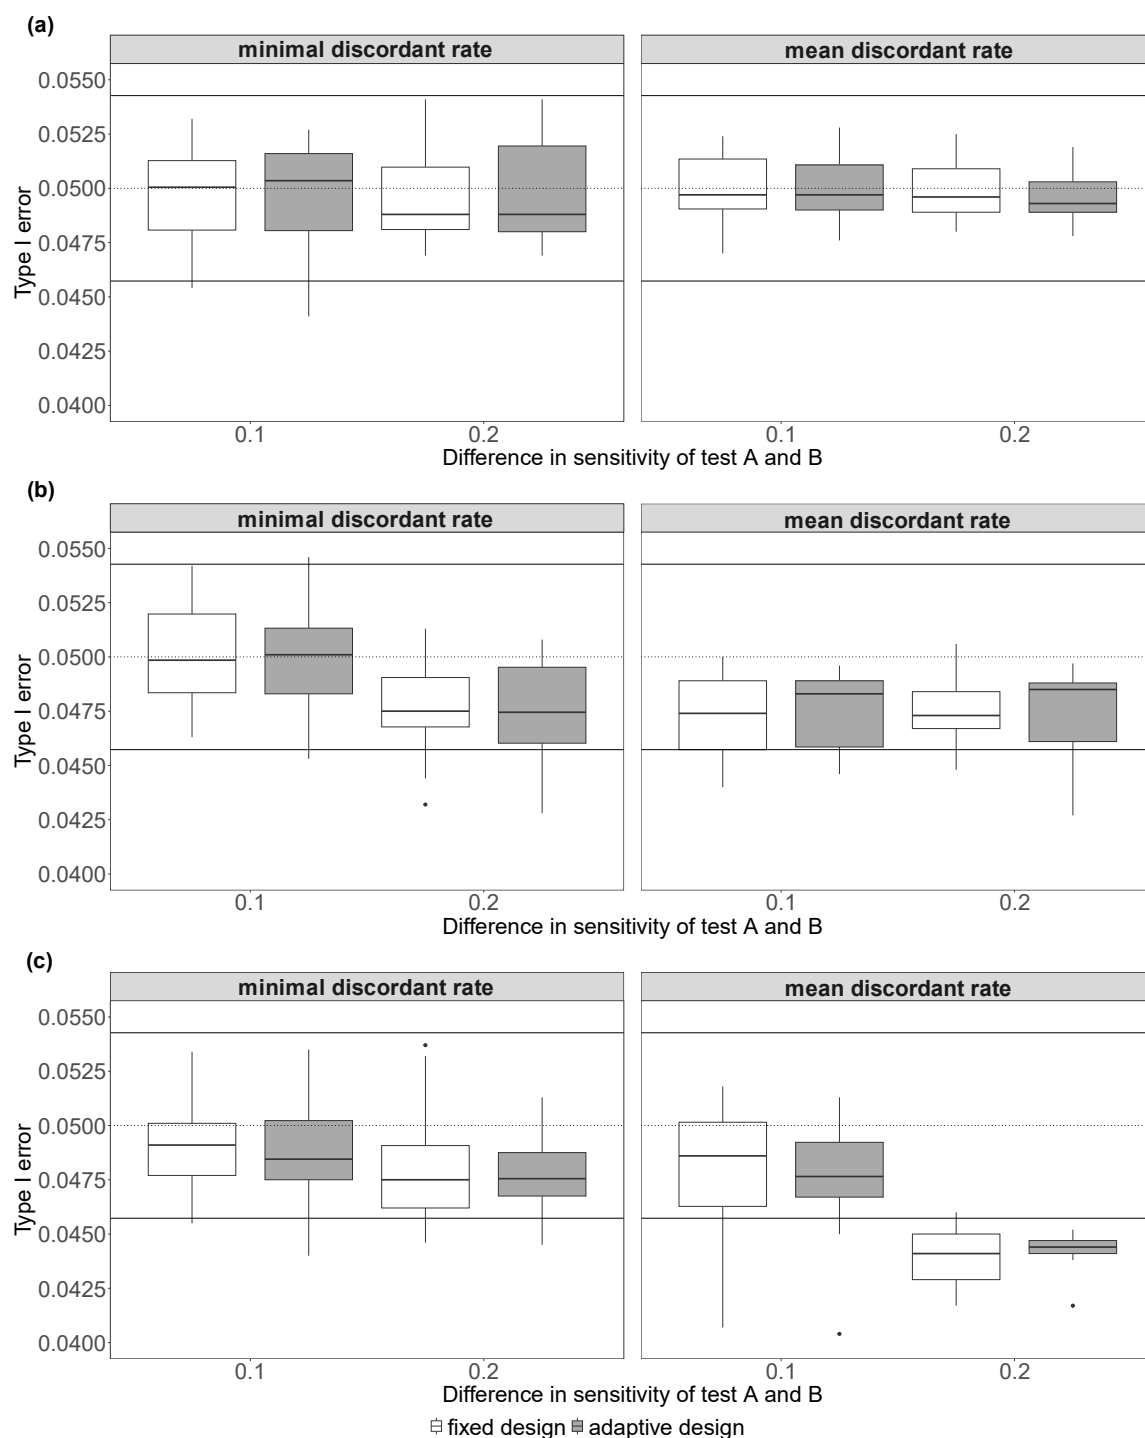 (a)
minimal discordant rate
mean discordant rate
Type I error
0.0550
0.0525
0.0500
0.0475
0.0450
0.0425
0.0400
0.1
0.2
0.1
0.2
Difference in sensitivity of test A and B
(b)
minimal discordant rate
mean discordant rate
Type I error
0.0550
0.0525
0.0500
0.0475
0.0450
0.0425
0.0400
0.1
0.2
0.1
0.2
Difference in sensitivity of test A and B
(c)
minimal discordant rate
mean discordant rate
Type I error
0.0550
0.0525
0.0500
0.0475
0.0450
0.0425
0.0400
0.1
0.2
0.1
0.2
Difference in sensitivity of test A and B
fixed design adaptive design